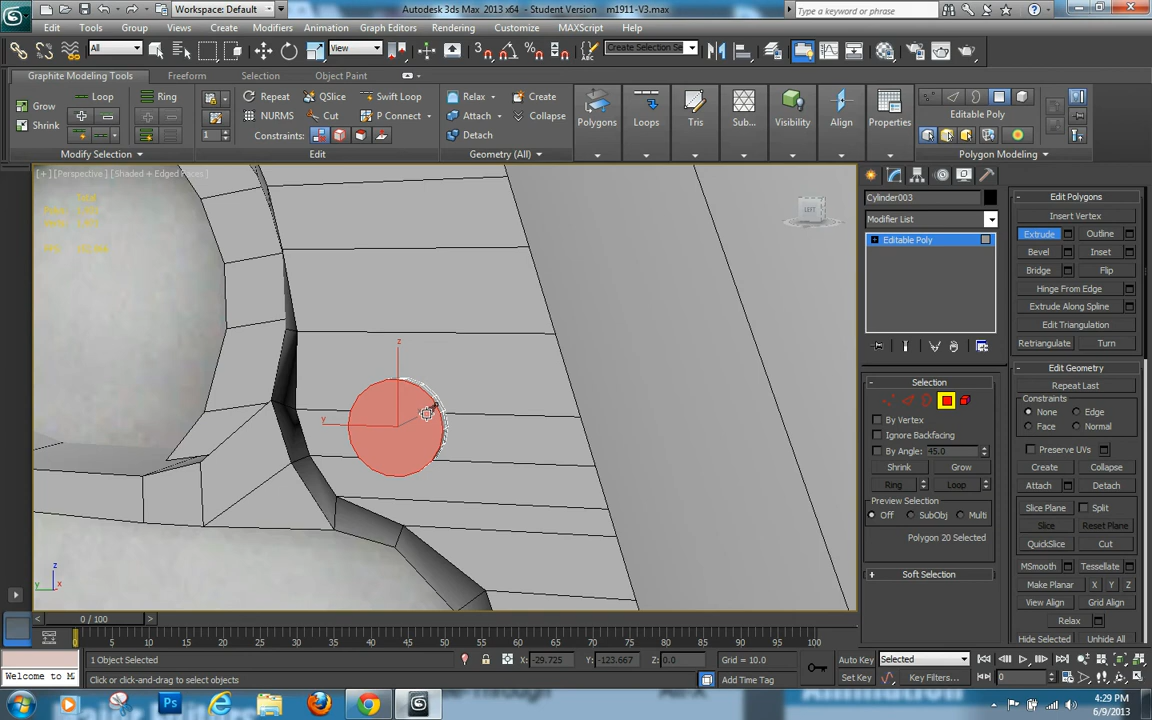 Workspace: Default
Autodesk 3ds Max 2013 x64 - Student Version m1911-V3.max
Type a keyword or phrase
Edit Tools Group Views Create Modifiers Animation Graph Editors Rendering Customize MAXScript Help
All View Create Selection Se
Graphite Modeling Tools Freeform Selection Object Paint
Grow Loop Ring Repeat QSlice Swift Loop Relax Create
Shrink NURMS Cut P Connect Attach Collapse Polygons Loops Tris Sub... Visibility Align Properties Editable Poly
1 Constraints: Detach
Modify Selection Edit Geometry (All) Polygon Modeling
[+] [Perspective] [Shaded + Edged Faces]
Total
LEFT
z
y
z
y x
Cylinder003
Modifier List
Editable Poly
Selection
By Vertex
Ignore Backfacing
By Angle: 45.0
Shrink Grow
Ring Loop
Preview Selection
Off SubObj Multi
Polygon 20 Selected
Soft Selection
Edit Polygons
Insert Vertex
Extrude Outline
Bevel Inset
Bridge Flip
Hinge From Edge
Extrude Along Spline
Edit Triangulation
Retriangulate Turn
Edit Geometry
Repeat Last
Constraints
None Edge
Face Normal
Preserve UVs
Create Collapse
Attach Detach
Slice Plane Split
Slice Reset Plane
QuickSlice Cut
MSmooth Tessellate
Make Planar X Y Z
View Align Grid Align
Relax
Hide Selected Unhide All
0 / 100
0 5 10 15 20 25 30 35 40 45 50 55 60 65 70 75 80 85 90 95 100
1 Object Selected X: -29.725 Y: -123.667 Z: 0.0 Grid = 10.0 Auto Key Selected
Welcome to M Click or click-and-drag to select objects Add Time Tag Set Key Key Filters... 0
4:29 PM
6/9/2013